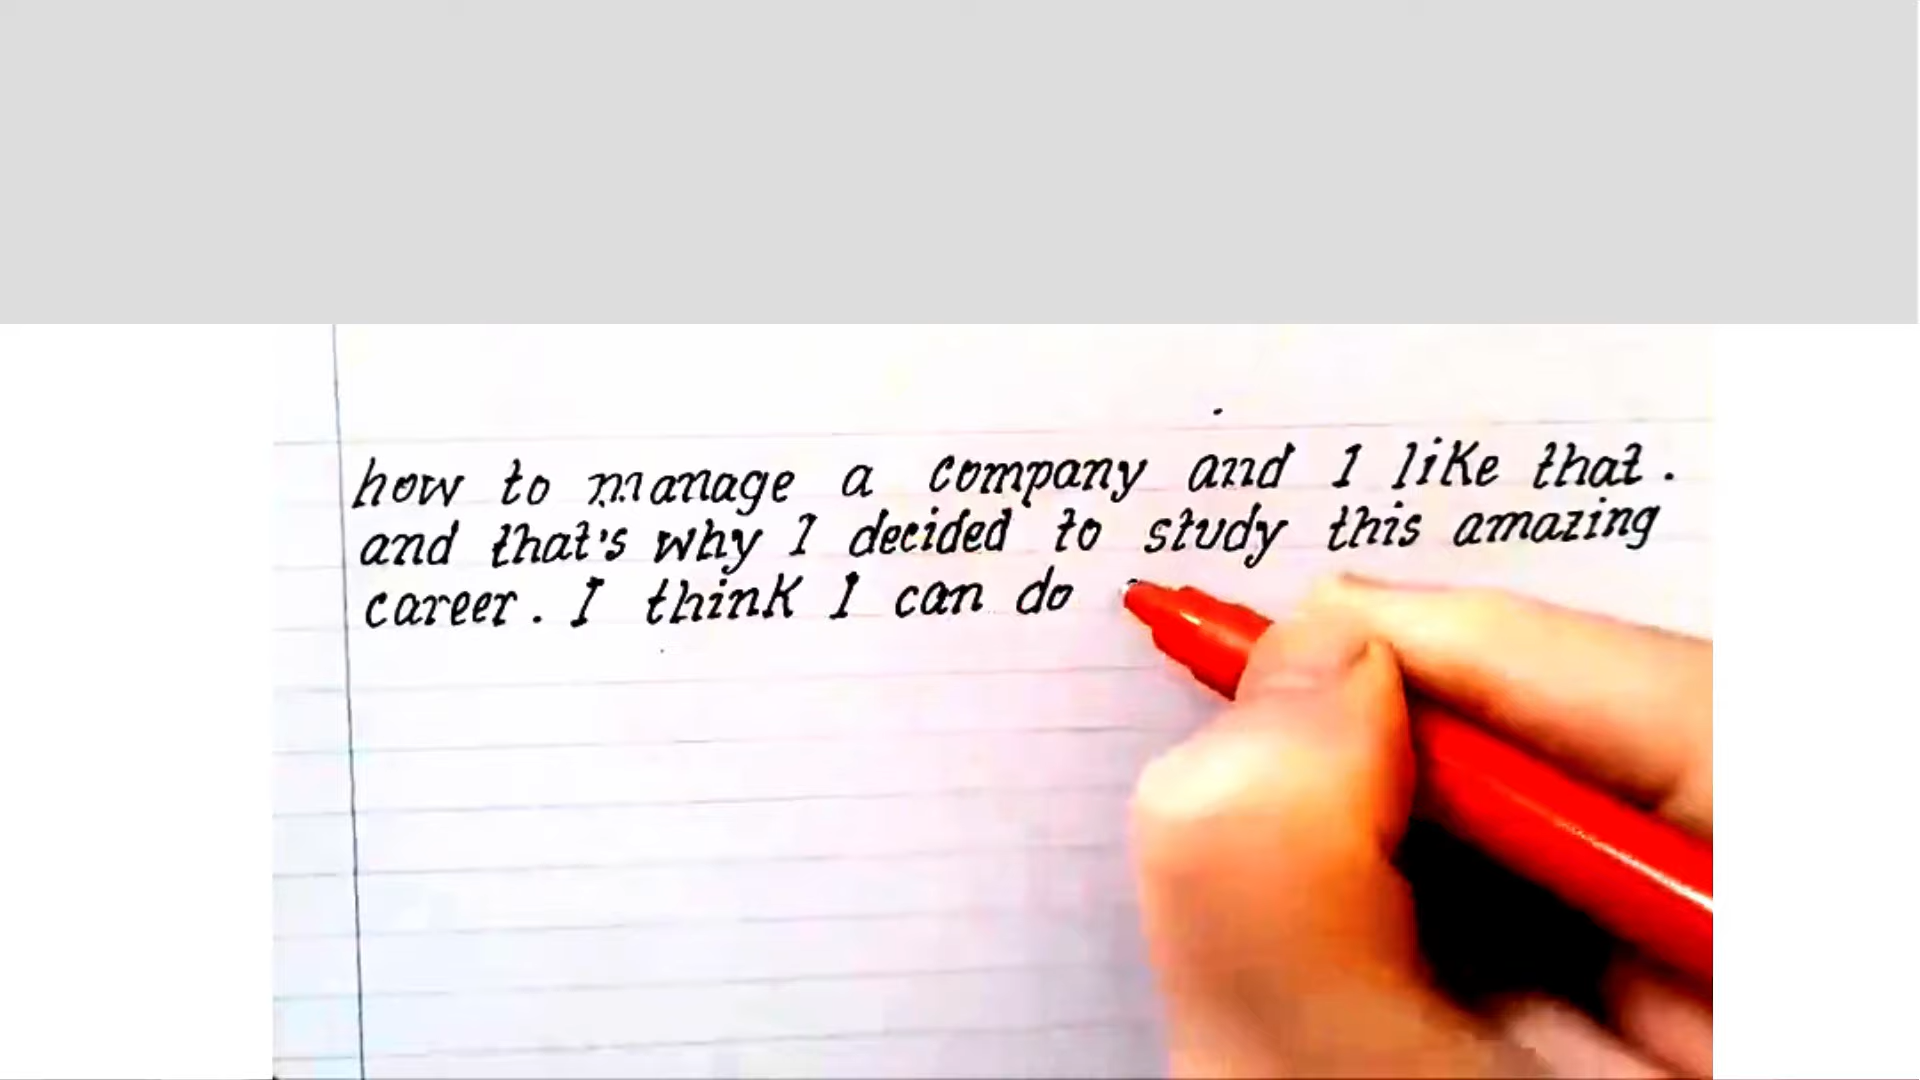 how to manage a company and I like that.
and that's why I decided to study this amazing
career. I think I can do